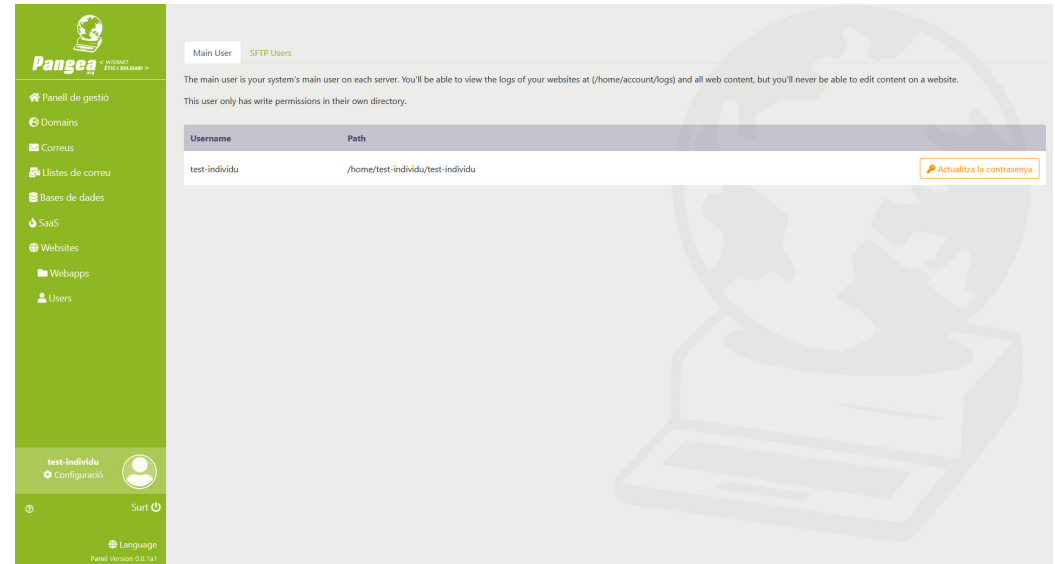 Pangea
.org
< INTERNET
ÈTIC I SOLIDARI >
Panell de gestió
Domains
Correus
Llistes de correu
Bases de dades
SaaS
Websites
Webapps
Users
test-individu
Configuració
Surt
Language
Panel Version 0.0.1a1
Main User SFTP Users
The main user is your system's main user on each server. You'll be able to view the logs of your websites at (/home/account/logs) and all web content, but you'll never be able to edit content on a website.
This user only has write permissions in their own directory.
Username Path
test-individu /home/test-individu/test-individu Actualitza la contrasenya